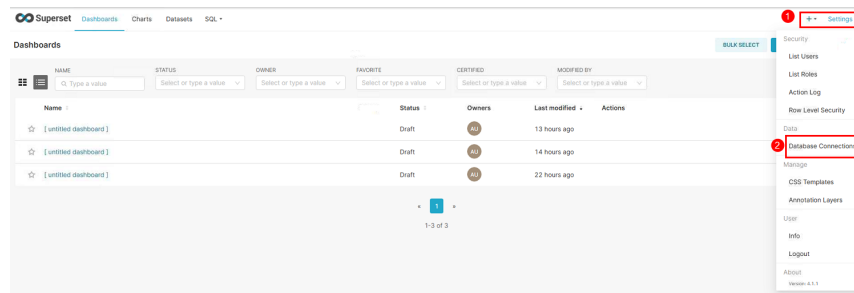 Superset Dashboards Charts Datasets SQL
1 + Settings
Dashboards
BULK SELECT
NAME STATUS OWNER FAVORITE CERTIFIED MODIFIED BY
Type a value Select or type a value Select or type a value Select or type a value Select or type a value Select or type a value
Name Status Owners Last modified Actions
[ untitled dashboard ] Draft AU 13 hours ago
[ untitled dashboard ] Draft AU 14 hours ago
[ untitled dashboard ] Draft AU 22 hours ago
« 1 »
1-3 of 3
Security
List Users
List Roles
Action Log
Row Level Security
Data
2 Database Connections
Manage
CSS Templates
Annotation Layers
User
Info
Logout
About
Version: 4.1.1